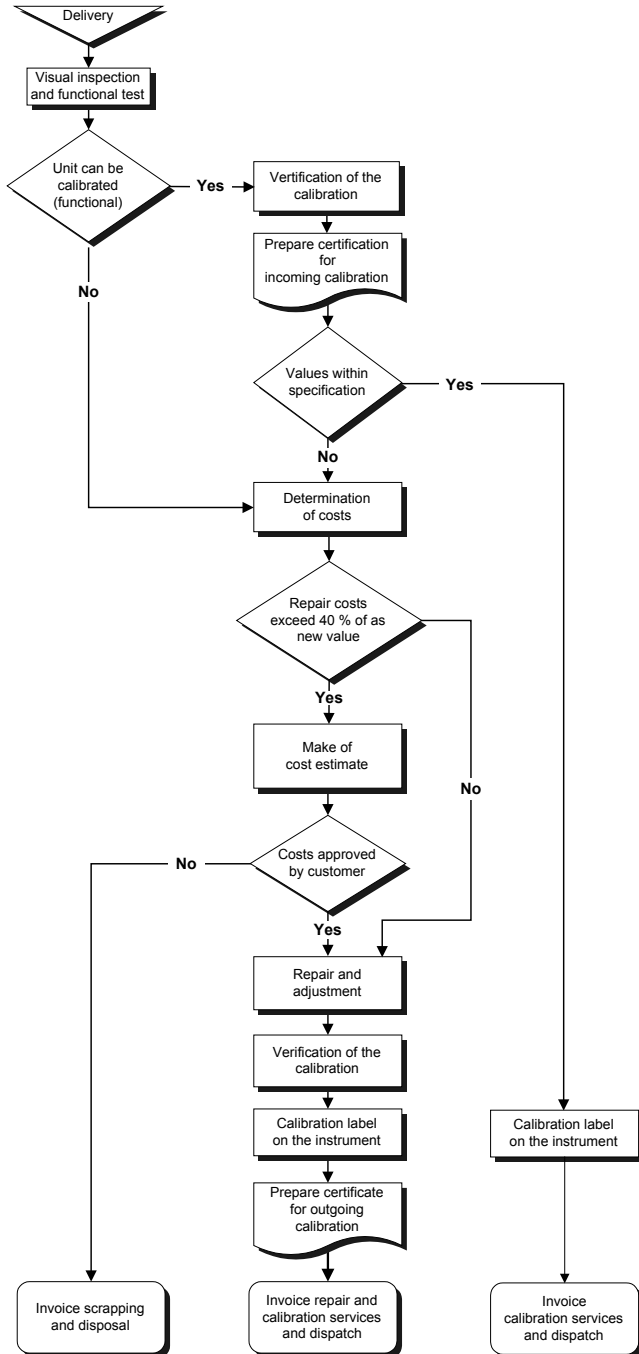 Delivery
Visual inspection
and functional test
Unit can be
calibrated
(functional)
Yes
Vertification of the
calibration
Prepare certification
for
incoming calibration
No
Values within
specification
Yes
No
Determination
of costs
Repair costs
exceed 40 % of as
new value
Yes
Make of
cost estimate
No
Costs approved
by customer
No
Yes
Repair and
adjustment
Verification of the
calibration
Calibration label
on the instrument
Calibration label
on the instrument
Prepare certificate
for outgoing
calibration
Invoice scrapping
and disposal
Invoice repair and
calibration services
and dispatch
Invoice
calibration services
and dispatch